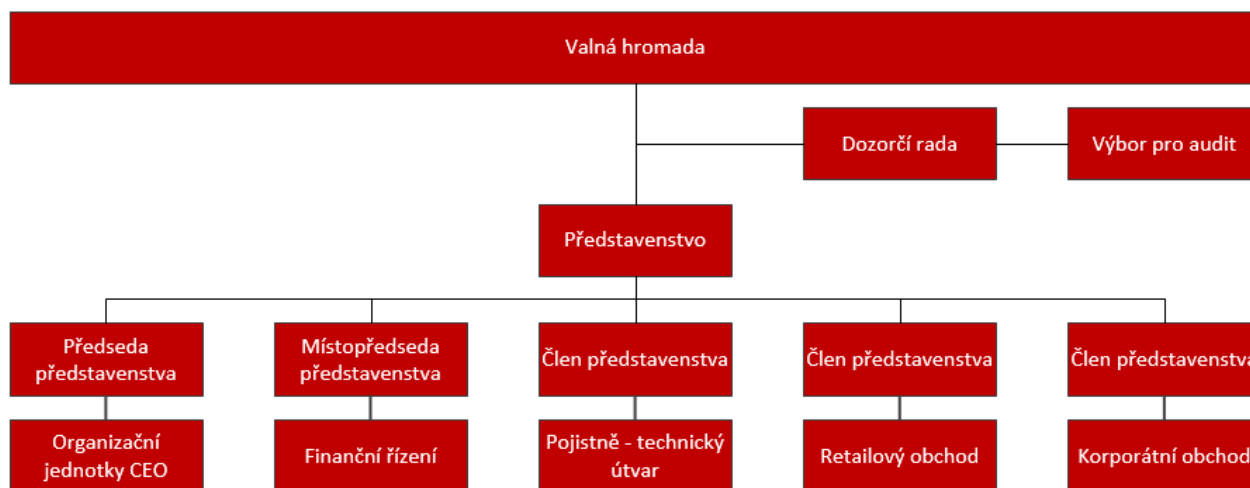 Valná hromada
Dozorčí rada
Výbor pro audit
Představenstvo
Předseda
představenstva
Místopředseda
představenstva
Člen představenstva
Člen představenstva
Člen představenstva
Organizační
jednotky CEO
Finanční řízení
Pojistně - technický
útvar
Retailový obchod
Korporátní obchod